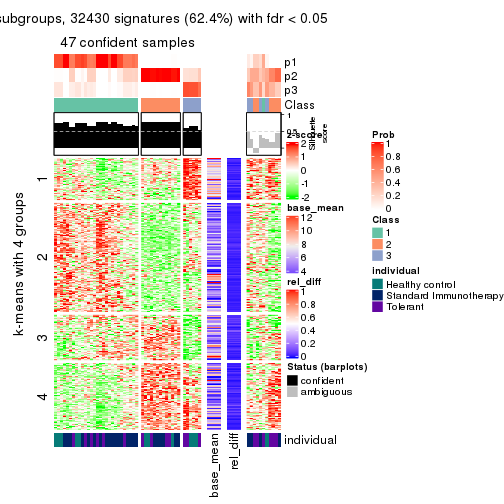 subgroups, 32430 signatures (62.4%) with fdr < 0.05
47 confident samples
p1
p2
p3
Class
1
0.5
Silhouette
score
k-means with 4 groups
1
2
3
4
individual
base_mean
rel_diff
z-score
2
1
0
-1
-2
base_mean
12
10
8
6
4
rel_diff
1
0.8
0.6
0.4
0.2
0
Status (barplots)
confident
ambiguous
Prob
1
0.8
0.6
0.4
0.2
0
Class
1
2
3
individual
Healthy control
Standard Immunotherapy
Tolerant